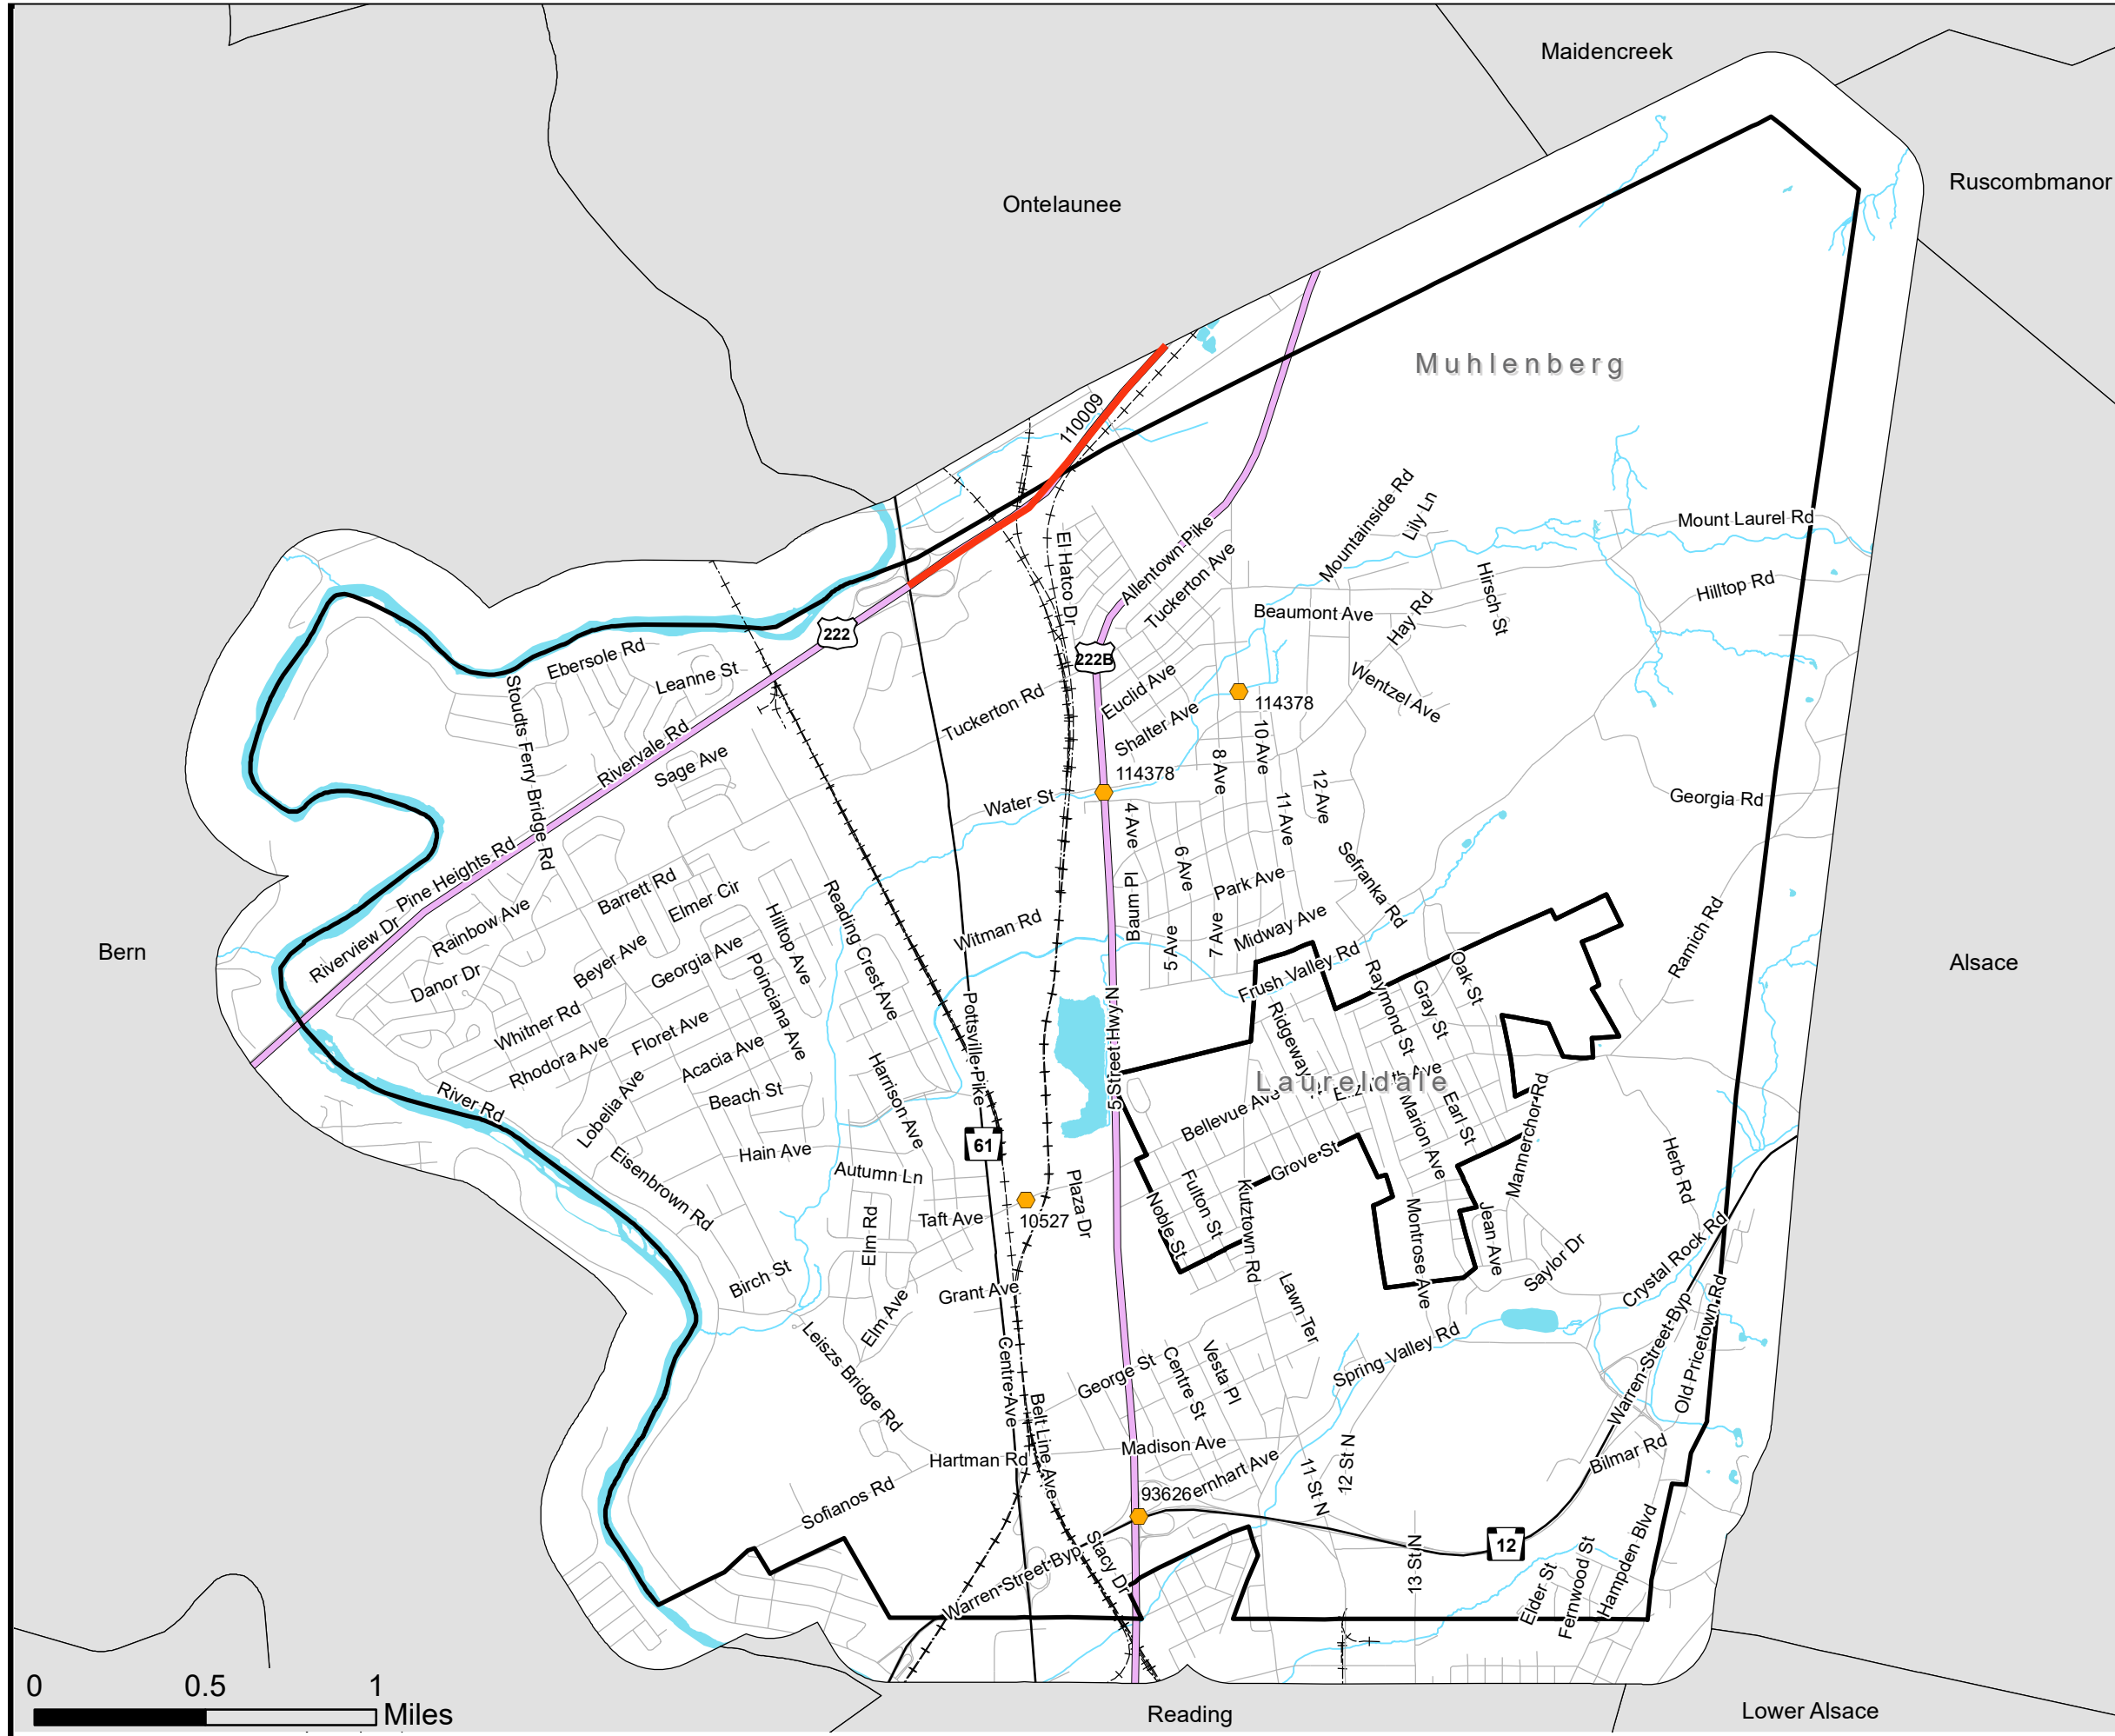 Maidencreek
Ruscombmanor
Ontelaunee
Muhlenberg
110009
Mountainside Rd
Lily Ln
Mount Laurel Rd
Allentown Pike
Tuckerton Ave
El Hatco Dr
Hirsch St
Hilltop Rd
Beaumont Ave
Hay Rd
222
222B
Ebersole Rd
Leanne St
Stoudts Ferry Bridge Rd
Tuckerton Rd
Euclid Ave
Wentzel Ave
114378
Shalter Ave
Rivervale Rd
Sage Ave
8 Ave
10 Ave
114378
Water St
4 Ave
11 Ave
12 Ave
Georgia Rd
Pine Heights Rd
Barrett Rd
Elmer Cir
6 Ave
Park Ave
Sefranka Rd
Banm Pl
Riverview Dr
Rainbow Ave
Hilltop Ave
Reading Crest Ave
Witman Rd
5 Ave
7 Ave
Midway Ave
Ramich Rd
Bern
Alsace
Danor Dr
Beyer Ave
Georgia Ave
Poinciana Ave
Frush Valley Rd
Raymond St
Gray St
Oak St
Whitner Rd
Floret Ave
Pottsville Pike
5 Street Hwy N
Ridgeway
Rhodora Ave
Acacia Ave
Laureldale
River Rd
Lobelia Ave
Beach St
Harrison Ave
Bellevue Ave
Marion Ave
Earl St
Mannerchor Rd
61
Hain Ave
Eisenbrown Rd
Autumn Ln
Grove St
Herb Rd
Plaza Dr
Noble St
Fulton St
Kutztown Rd
Montrose Ave
Jean Ave
Taft Ave
10527
Elm Rd
Saylor Dr
Crystal Rock Rd
Birch St
Grant Ave
Elm Ave
Lawn Ter
Leiszs Bridge Rd
Centre Ave
George St
Centre St
Vesta Pl
Spring Valley Rd
Warren Street Byp
Old Pricetown Rd
Belt Line Ave
Madison Ave
Hartman Rd
ernhart Ave
11 St N
12 St N
Bilmar Rd
Sofianos Rd
93626
Stacy Dr
12
Warren Street Byp
13 St N
Elder St
Fernwood St
Hampden Blvd
0 0.5 1
Miles
Reading
Lower Alsace